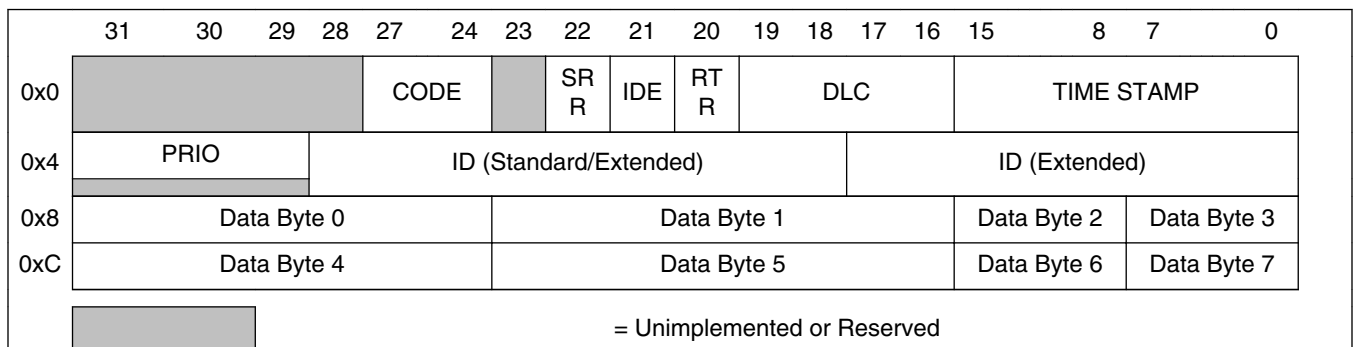 31 30 29 28 27 24 23 22 21 20 19 18 17 16 15 8 7 0
0x0 CODE SR R IDE RT R DLC TIME STAMP
0x4 PRIO ID (Standard/Extended) ID (Extended)
0x8 Data Byte 0 Data Byte 1 Data Byte 2 Data Byte 3
0xC Data Byte 4 Data Byte 5 Data Byte 6 Data Byte 7
= Unimplemented or Reserved